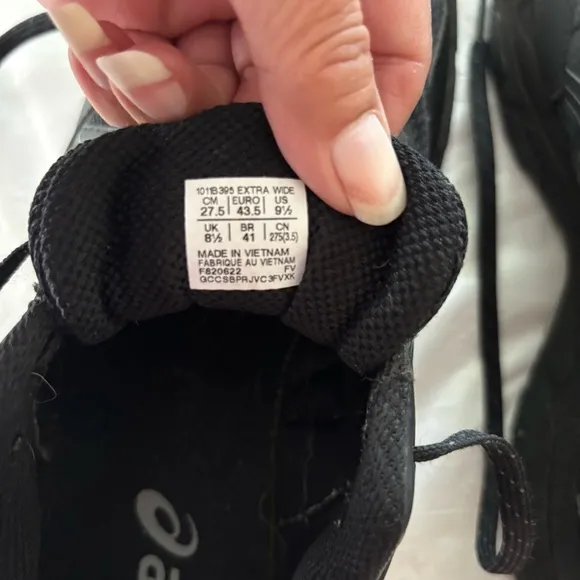 1011B395 EXTRA WIDE
CM | EURO | US
27.5 | 43.5 | 9½
UK | BR | CN
8½ | 41 | 275(3.5)
MADE IN VIETNAM
FABRIQUE AU VIETNAM
F820622 FV
GCCSBPRJVC3FVXK